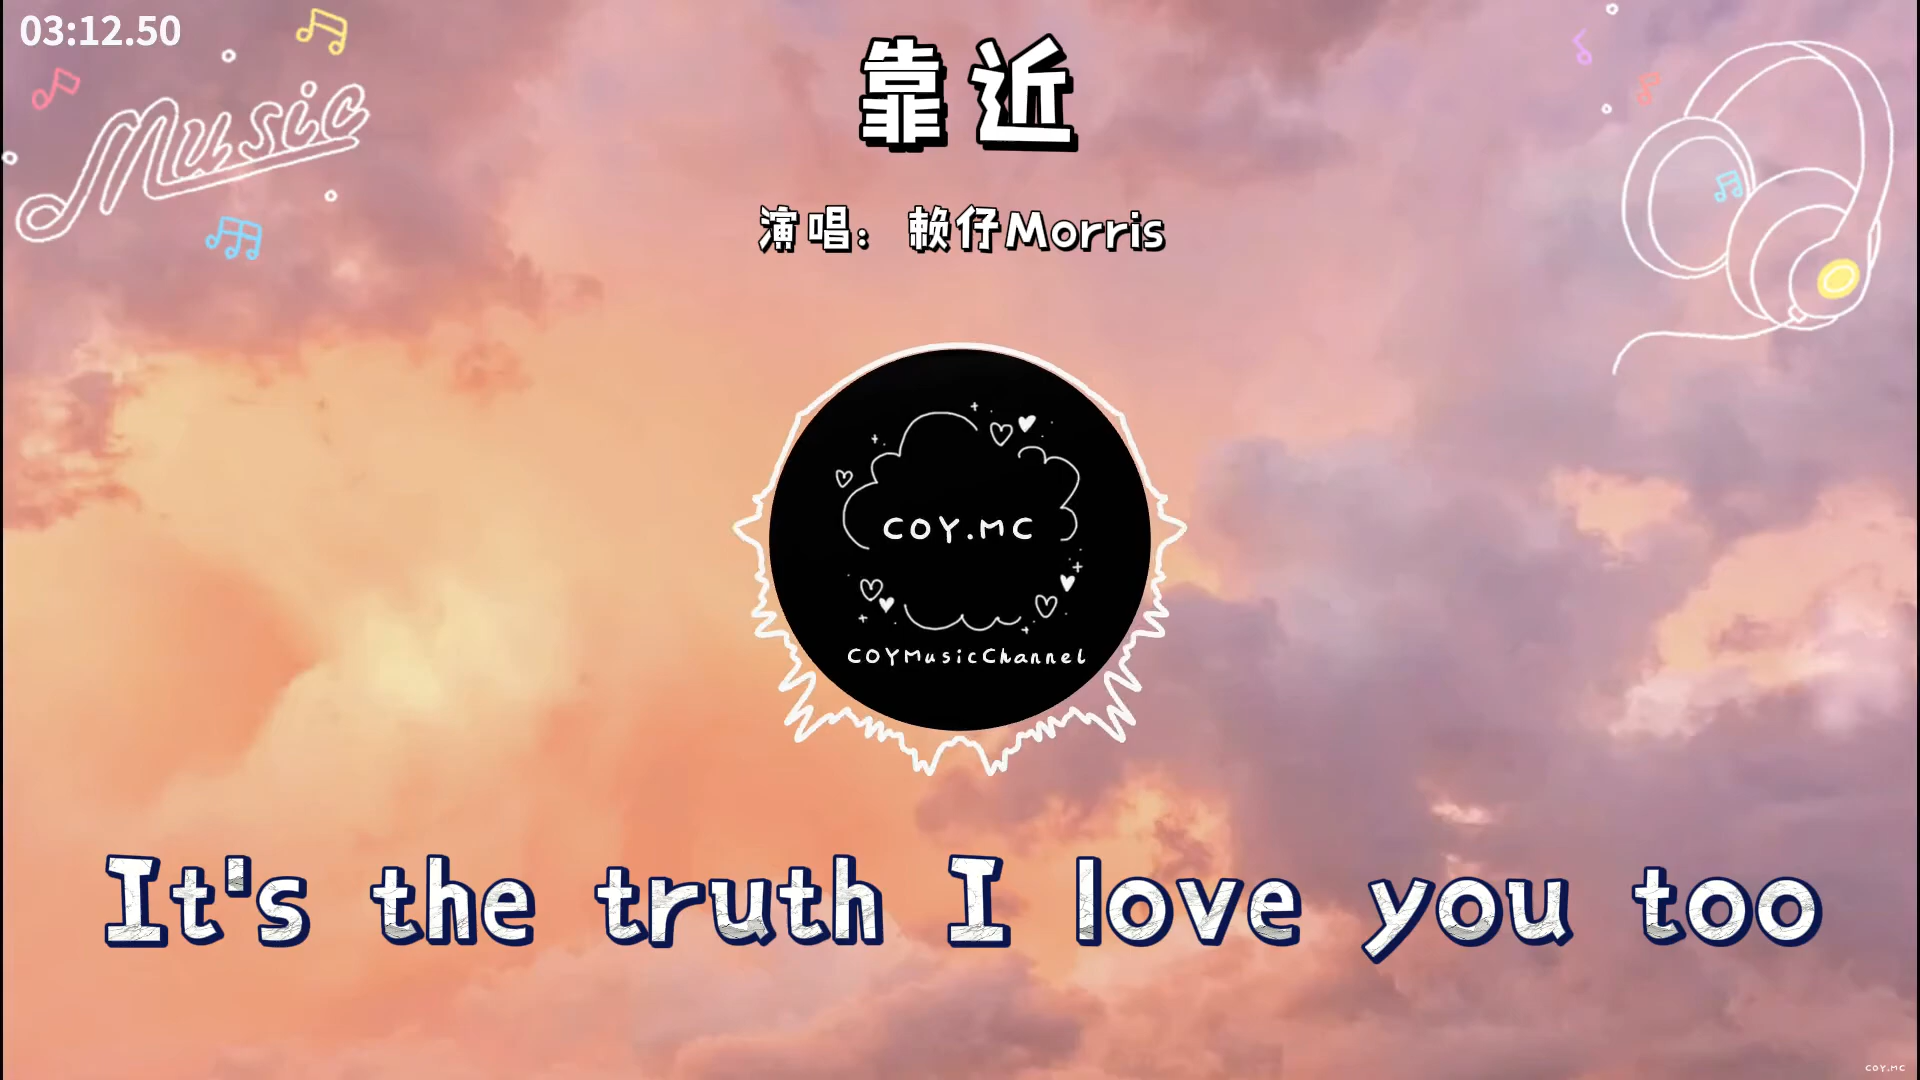 03:12.50
Music
靠近
演唱：赖仔Morris
COY.MC
COYMusicChannel
It's the truth I love you too
COY.MC